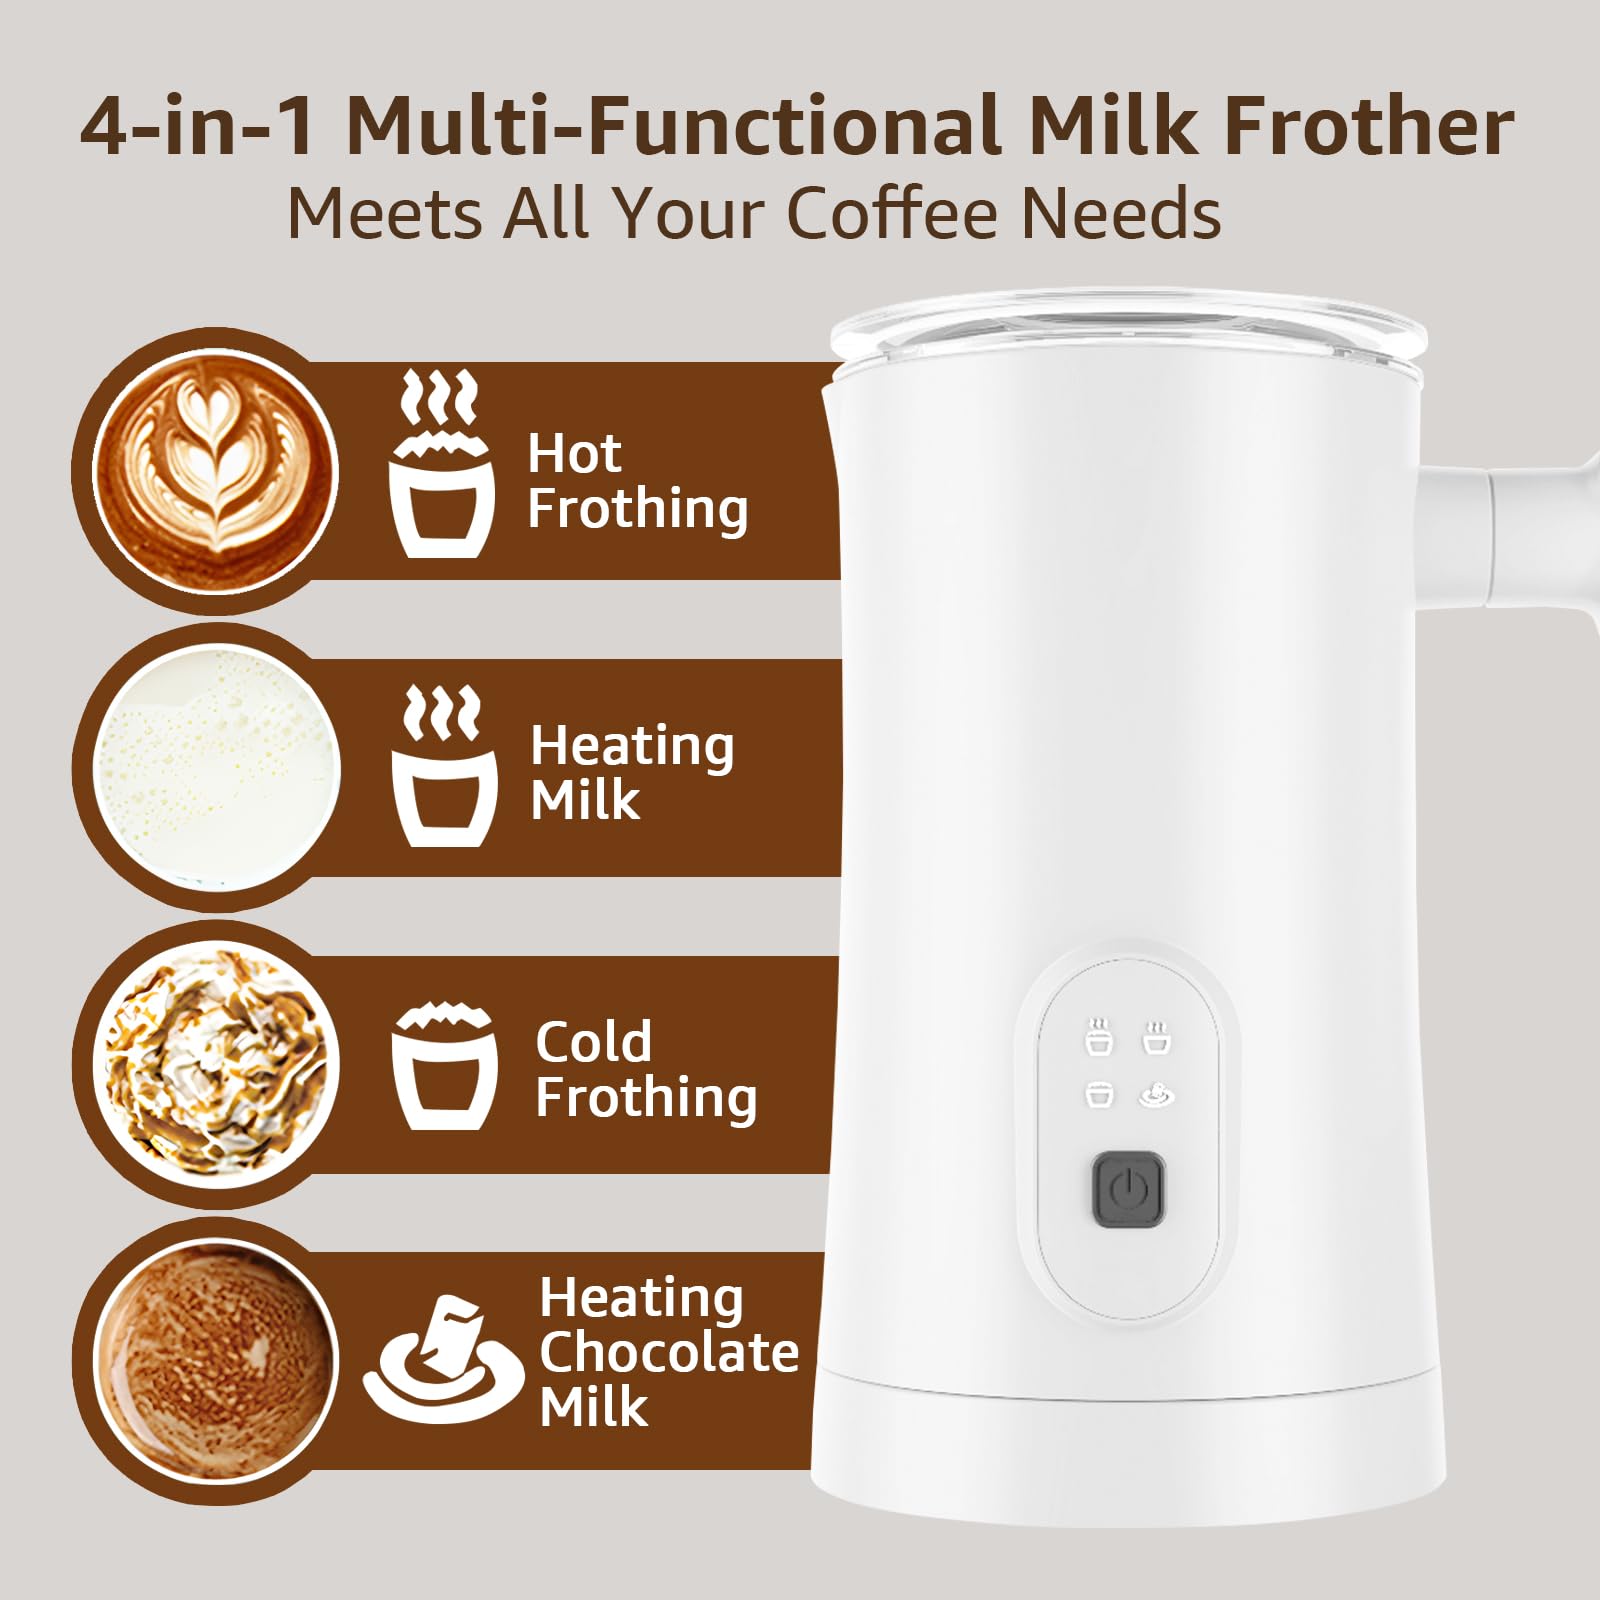 4-in-1 Multi-Functional Milk Frother
Meets All Your Coffee Needs
Hot
Frothing
Heating
Milk
Cold
Frothing
Heating
Chocolate
Milk